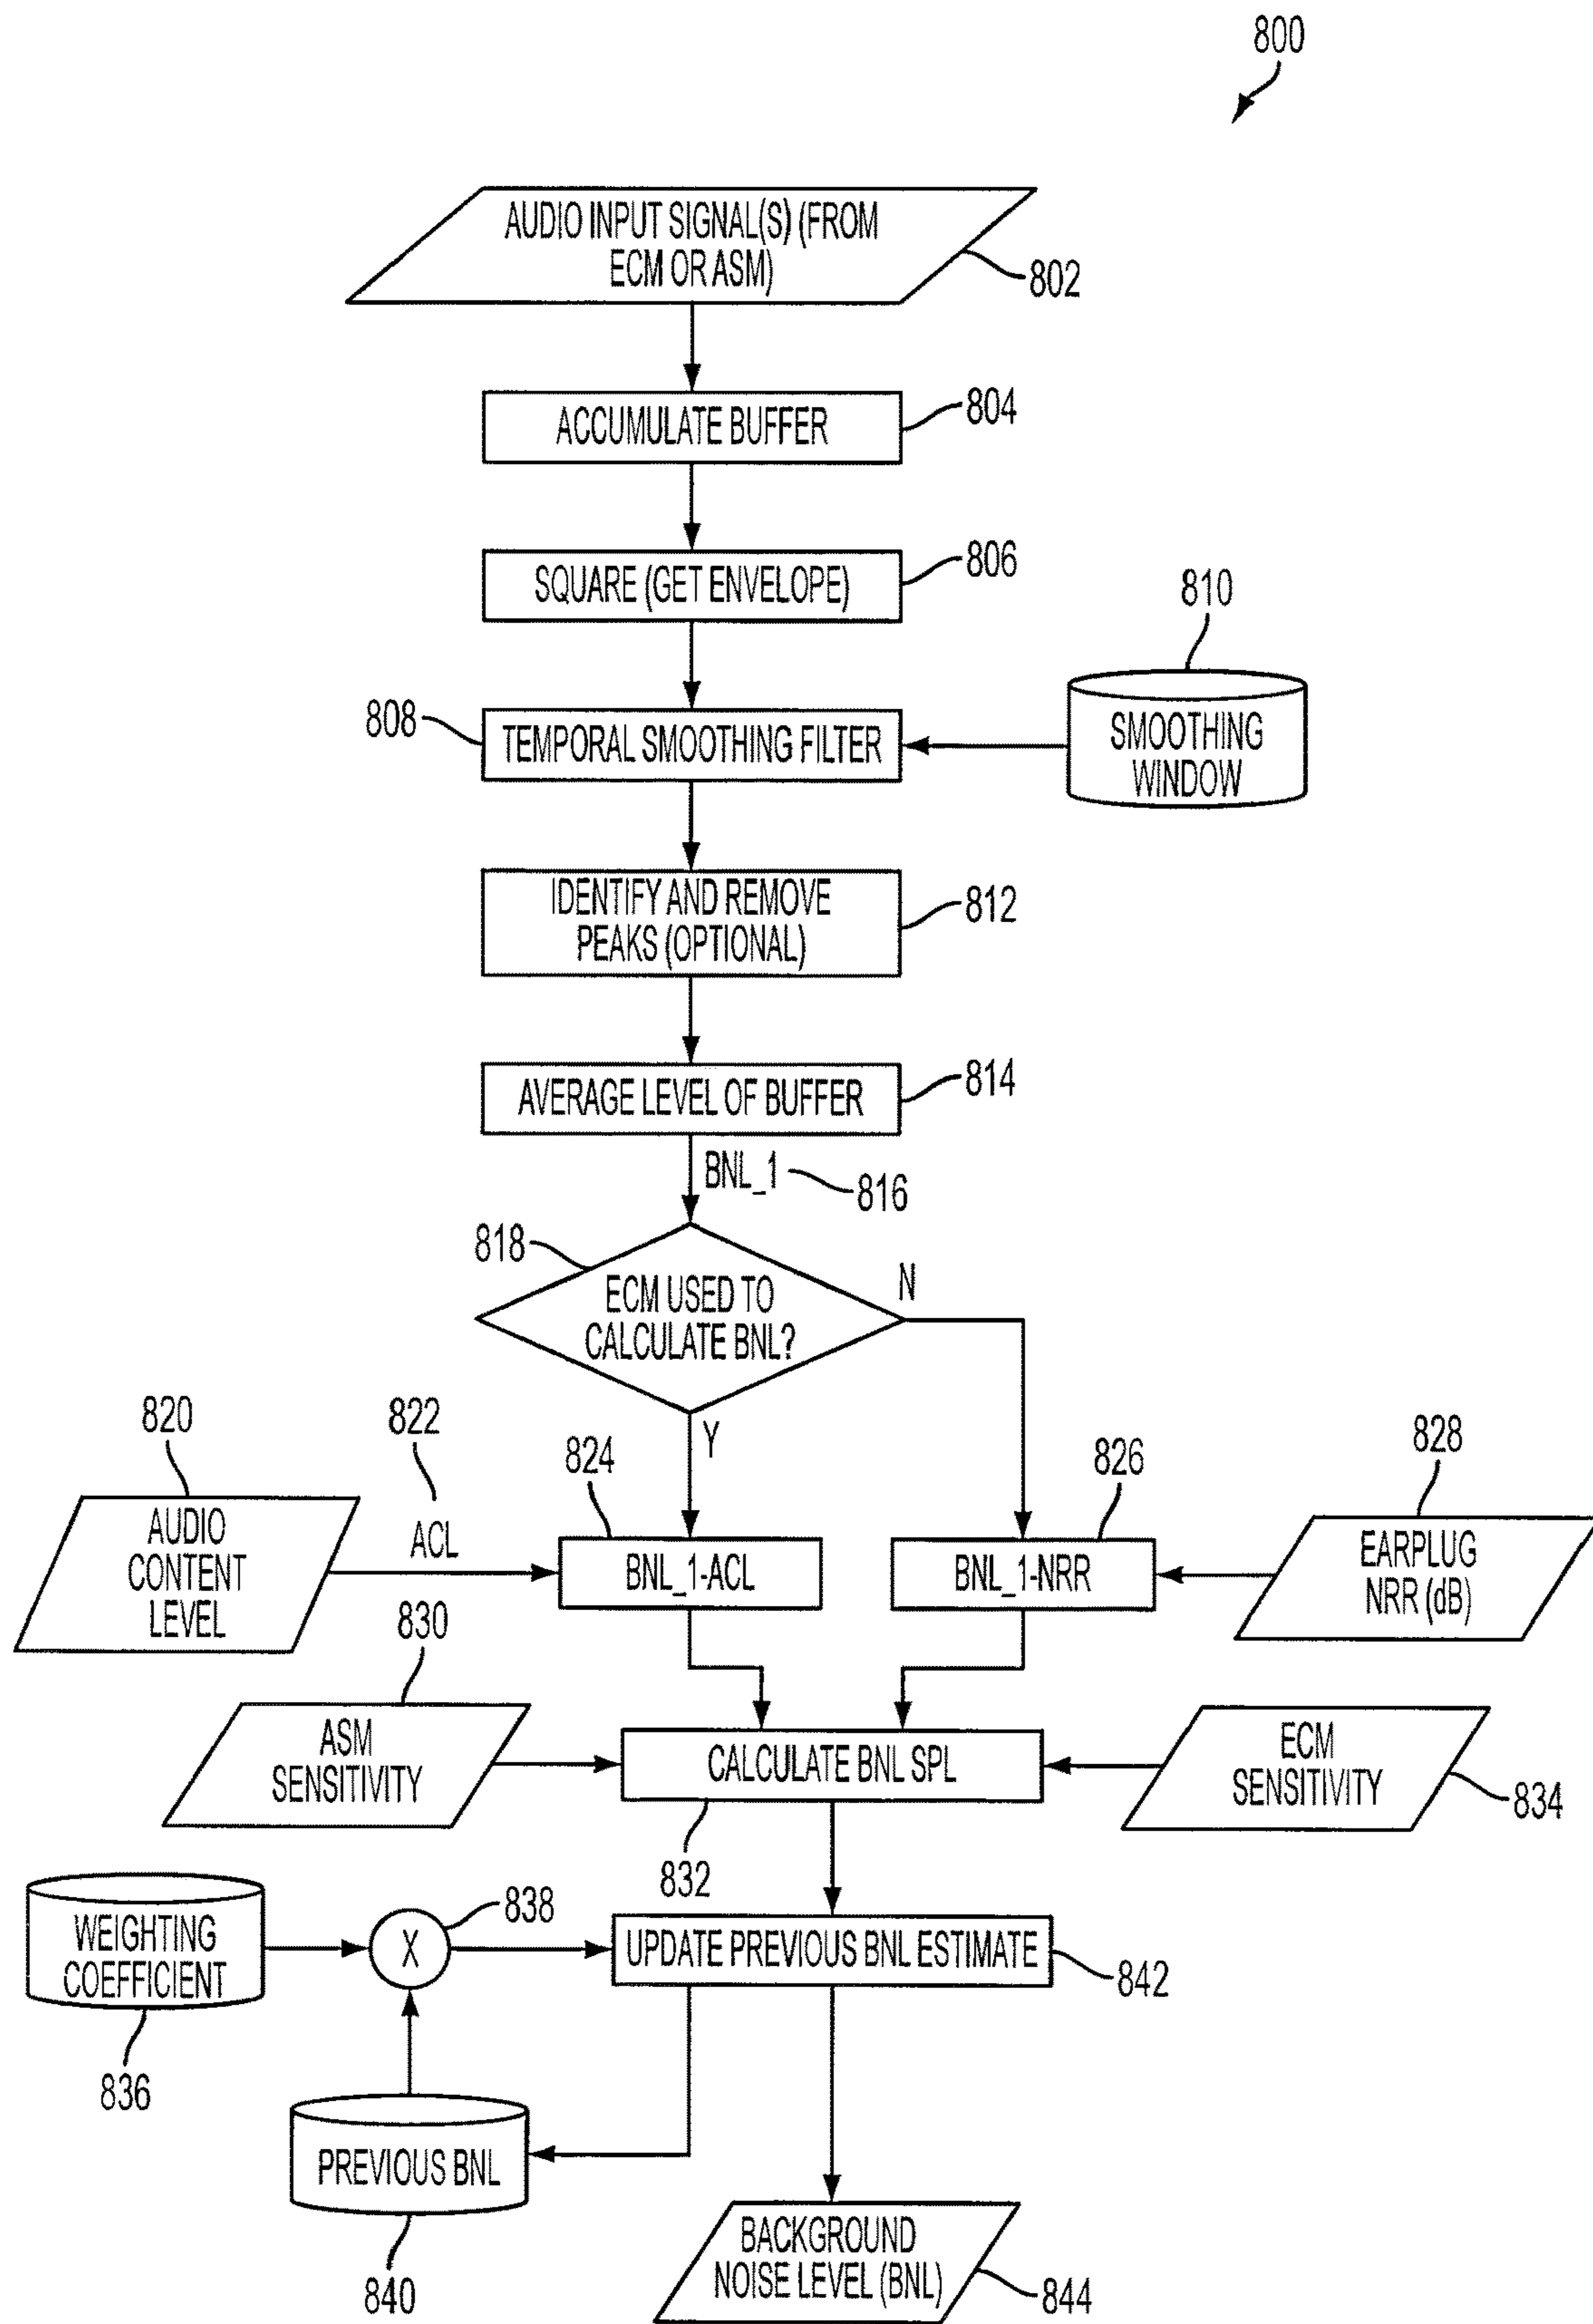 800
AUDIO INPUT SIGNAL(S) (FROM
ECM OR ASM)
802
ACCUMULATE BUFFER
804
SQUARE (GET ENVELOPE)
806
810
808
TEMPORAL SMOOTHING FILTER
SMOOTHING
WINDOW
IDENTIFY AND REMOVE
PEAKS (OPTIONAL)
812
AVERAGE LEVEL OF BUFFER
814
BNL_1
816
818
ECM USED TO
CALCULATE BNL?
N
Y
820
822
824
826
828
AUDIO
CONTENT
LEVEL
ACL
BNL_1-ACL
BNL_1-NRR
EARPLUG
NRR (dB)
830
ASM
SENSITIVITY
CALCULATE BNL SPL
ECM
SENSITIVITY
834
832
WEIGHTING
COEFFICIENT
836
X
838
UPDATE PREVIOUS BNL ESTIMATE
842
PREVIOUS BNL
840
BACKGROUND
NOISE LEVEL (BNL)
844